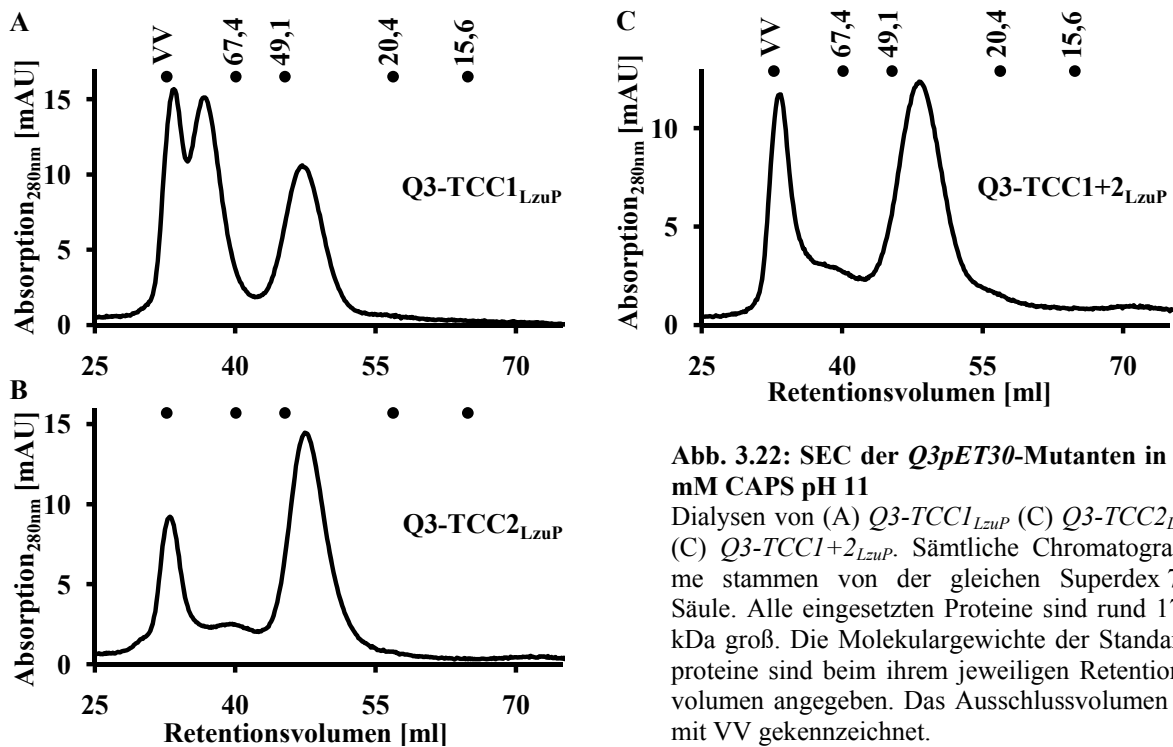 A
VV 67,4 49,1 20,4 15,6
Absorption280nm [mAU]
15
10
5
0
Q3-TCC1LzuP
25 40 55 70
B
Absorption280nm [mAU]
15
10
5
0
Q3-TCC2LzuP
25 40 55 70
Retentionsvolumen [ml]
C
VV 67,4 49,1 20,4 15,6
Absorption280nm [mAU]
10
5
0
Q3-TCC1+2LzuP
25 40 55 70
Retentionsvolumen [ml]
Abb. 3.22: SEC der Q3pET30-Mutanten in
mM CAPS pH 11
Dialysen von (A) Q3-TCC1LzuP (C) Q3-TCC2
(C) Q3-TCC1+2LzuP. Sämtliche Chromatogra
me stammen von der gleichen Superdex 7
Säule. Alle eingesetzten Proteine sind rund 17
kDa groß. Die Molekulargewichte der Standar
proteine sind beim ihrem jeweiligen Retention
volumen angegeben. Das Ausschlussvolumen
mit VV gekennzeichnet.